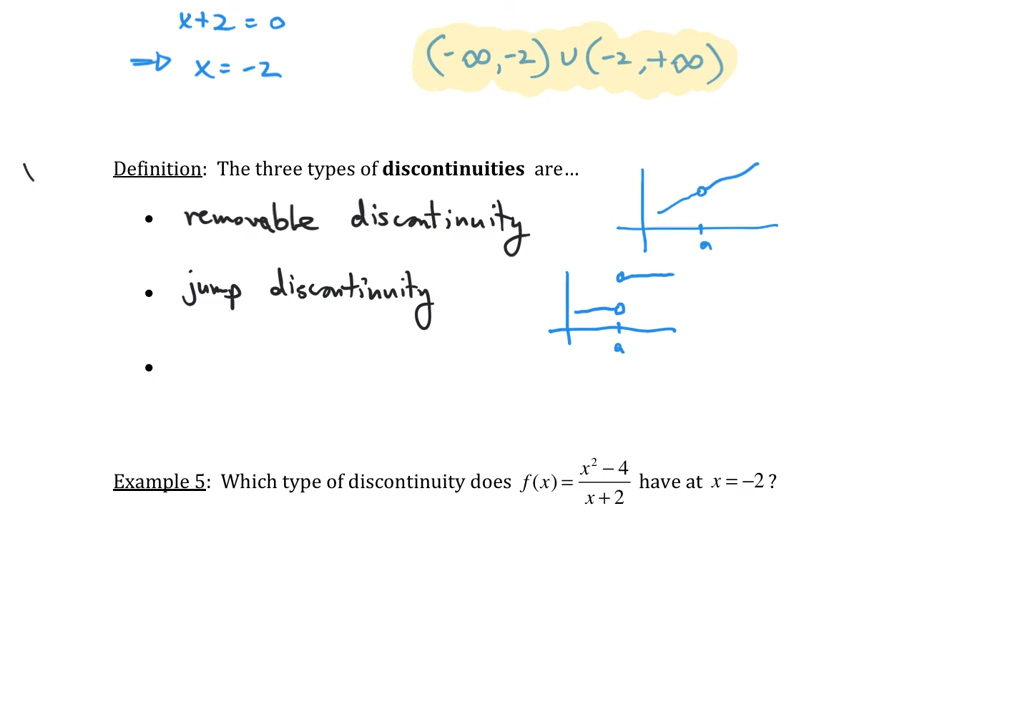 x+2 = 0
⇒ x = -2
(-∞,-2) ∪ (-2,+∞)
Definition: The three types of discontinuities are…
• removable discontinuity
a
• jump discontinuity
a
•
Example 5: Which type of discontinuity does f(x) = (x² − 4)/(x + 2) have at x = −2?